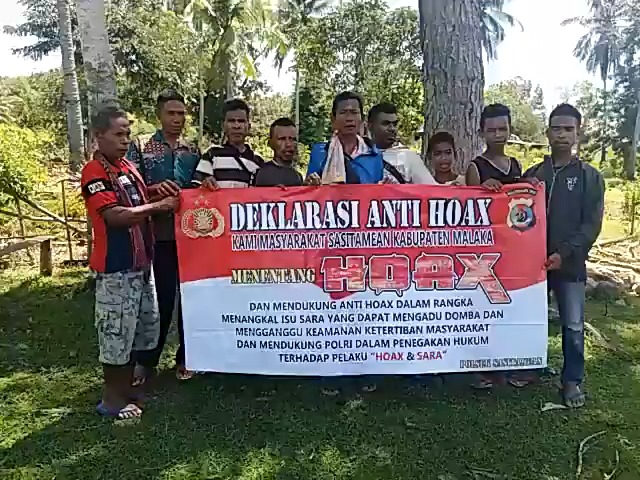 DEKLARASI ANTI HOAX
KAMI MASYARAKAT SASITAMEAN KABUPATEN MALAKA
MENENTANG HOAX
DAN MENDUKUNG ANTI HOAX DALAM RANGKA
MENANGKAL ISU SARA YANG DAPAT MENGADU DOMBA DAN
MENGGANGGU KEAMANAN KETERTIBAN MASYARAKAT
DAN MENDUKUNG POLRI DALAM PENEGAKAN HUKUM
TERHADAP PELAKU "HOAX & SARA"
POLSEK SASITAMEAN